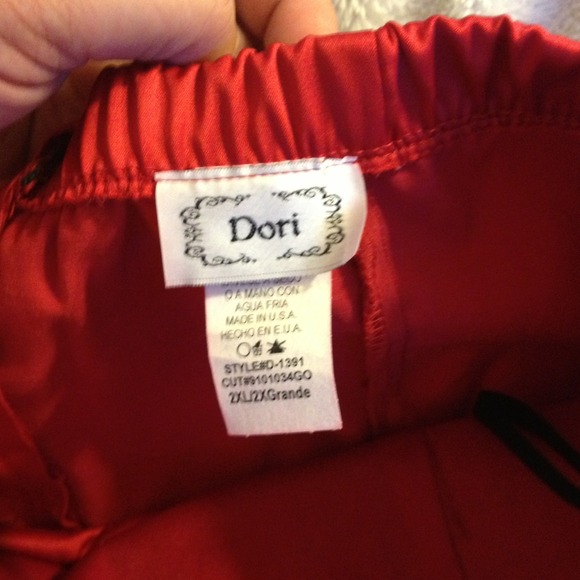 Dori
O A MANO CON
AGUA FRIA
MADE IN U.S.A.
HECHO EN E.U.A.
STYLE#D-1391
CUT#9101034GO
2XL/2XGrande